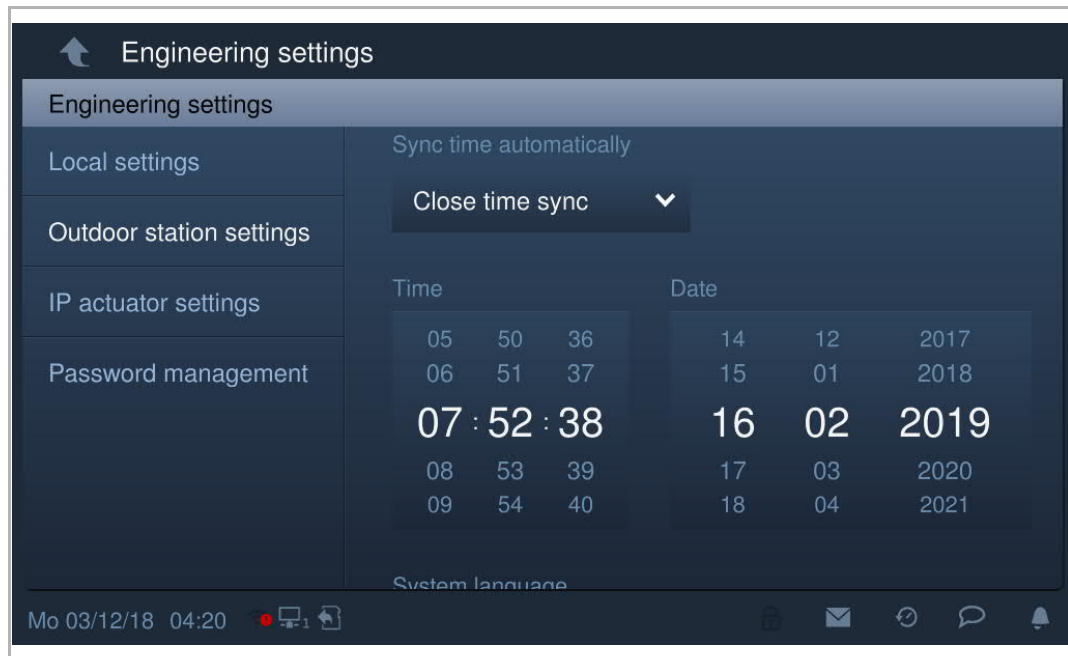 Engineering settings
Engineering settings
Local settings
Outdoor station settings
IP actuator settings
Password management
Sync time automatically
Close time sync
Time Date
05 50 36 14 12 2017
06 51 37 15 01 2018
07 : 52 : 38 16 02 2019
08 53 39 17 03 2020
09 54 40 18 04 2021
System language
Mo 03/12/18 04:20 1